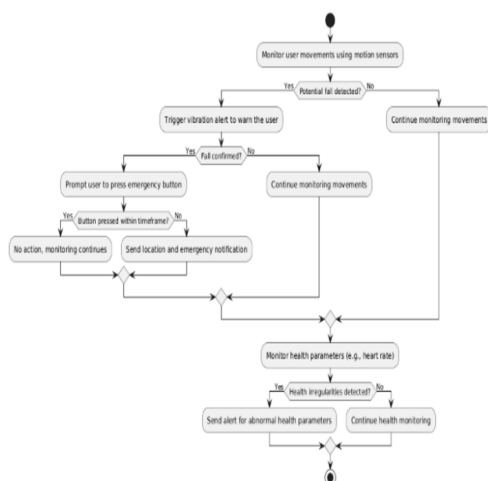 Monitor user movements using motion sensors
Yes Potential fall detected? No
Trigger vibration alert to warn the user
Continue monitoring movements
Yes Fall confirmed? No
Prompt user to press emergency button
Continue monitoring movements
Yes Button pressed within timeframe? No
No action, monitoring continues
Send location and emergency notification
Monitor health parameters (e.g., heart rate)
Yes Health irregularities detected? No
Send alert for abnormal health parameters
Continue health monitoring